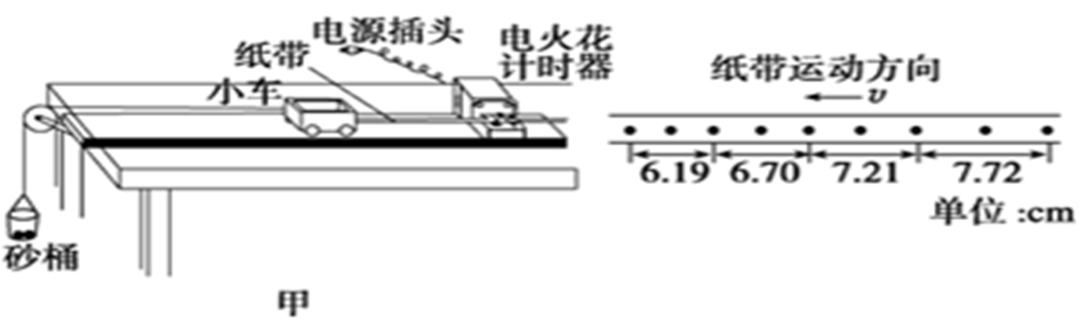 电源插头
纸带
小车
电火花
计时器
砂桶
甲
纸带运动方向
v
6.19 6.70 7.21 7.72
单位:cm